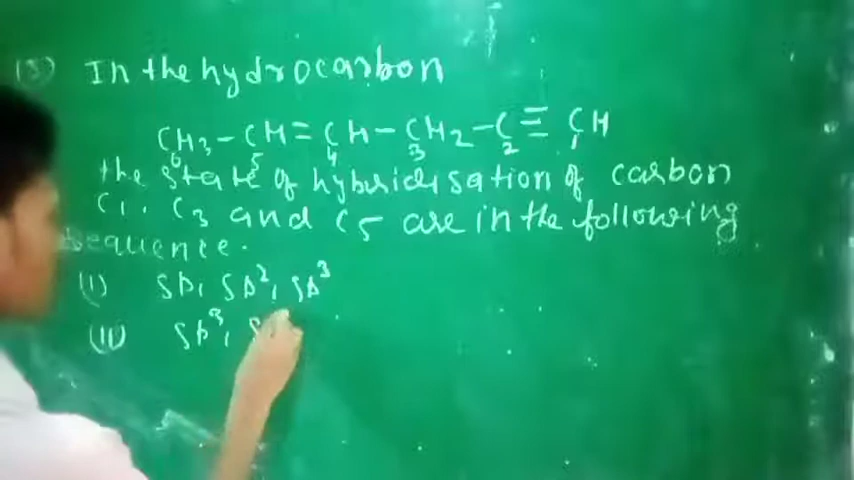 (5) In the hydrocarbon
CH3 - CH = CH - CH2 - C ≡ CH
6 5 4 3 2 1
the state of hybridisation of carbon
C1, C3 and C5 are in the following
sequence.
(I) sp, sp², sp³
(II) sp³, s